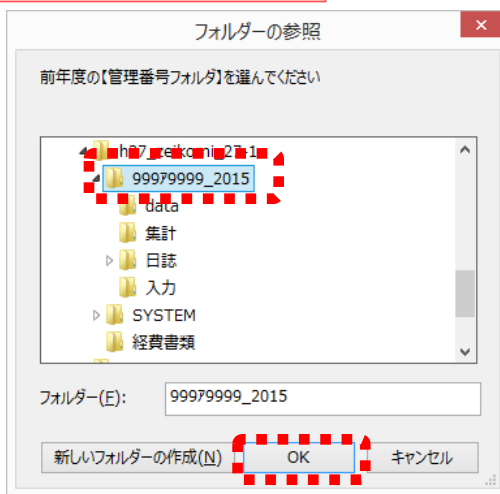 フォルダーの参照
前年度の【管理番号フォルダ】を選んでください
h27_zeikomi_27-1
99979999_2015
data
集計
日誌
入力
SYSTEM
経費書類
フォルダー(F):
99979999_2015
新しいフォルダーの作成(N)
OK
キャンセル